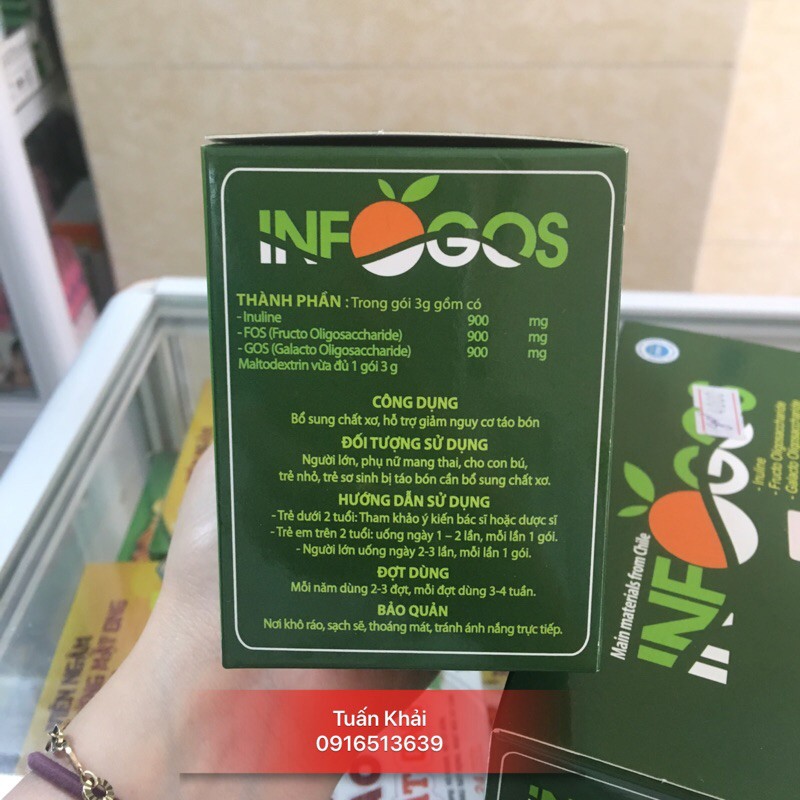 INFOGOS
THÀNH PHẦN : Trong gói 3g gồm có
- Inuline 900 mg
- FOS (Fructo Oligosaccharide) 900 mg
- GOS (Galacto Oligosaccharide) 900 mg
Maltodextrin vừa đủ 1 gói 3 g
CÔNG DỤNG
Bổ sung chất xơ, hỗ trợ giảm nguy cơ táo bón
ĐỐI TƯỢNG SỬ DỤNG
Người lớn, phụ nữ mang thai, cho con bú,
trẻ nhỏ, trẻ sơ sinh bị táo bón cần bổ sung chất xơ.
HƯỚNG DẪN SỬ DỤNG
- Trẻ dưới 2 tuổi: Tham khảo ý kiến bác sĩ hoặc dược sĩ
- Trẻ em trên 2 tuổi: uống ngày 1 – 2 lần, mỗi lần 1 gói.
- Người lớn uống ngày 2-3 lần, mỗi lần 1 gói.
ĐỢT DÙNG
Mỗi năm dùng 2-3 đợt, mỗi đợt dùng 3-4 tuần.
BẢO QUẢN
Nơi khô ráo, sạch sẽ, thoáng mát, tránh ánh nắng trực tiếp.
Main materials from Chile
INFOGOS
- Inuline
- Fructo Oligosaccharide
- Galacto Oligosaccharide
MẬT ONG
Tuấn Khải
0916513639